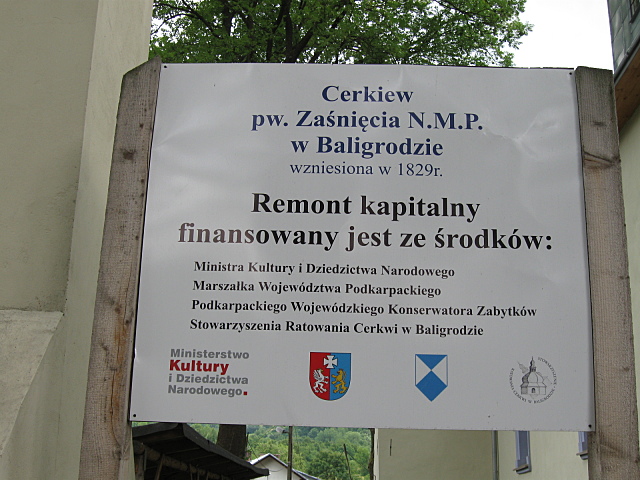 Cerkiew
pw. Zaśnięcia N.M.P.
w Baligrodzie
wzniesiona w 1829r.
Remont kapitalny
finansowany jest ze środków:
Ministra Kultury i Dziedzictwa Narodowego
Marszałka Województwa Podkarpackiego
Podkarpackiego Wojewódzkiego Konserwatora Zabytków
Stowarzyszenia Ratowania Cerkwi w Baligrodzie
Ministerstwo
Kultury
i Dziedzictwa
Narodowego.